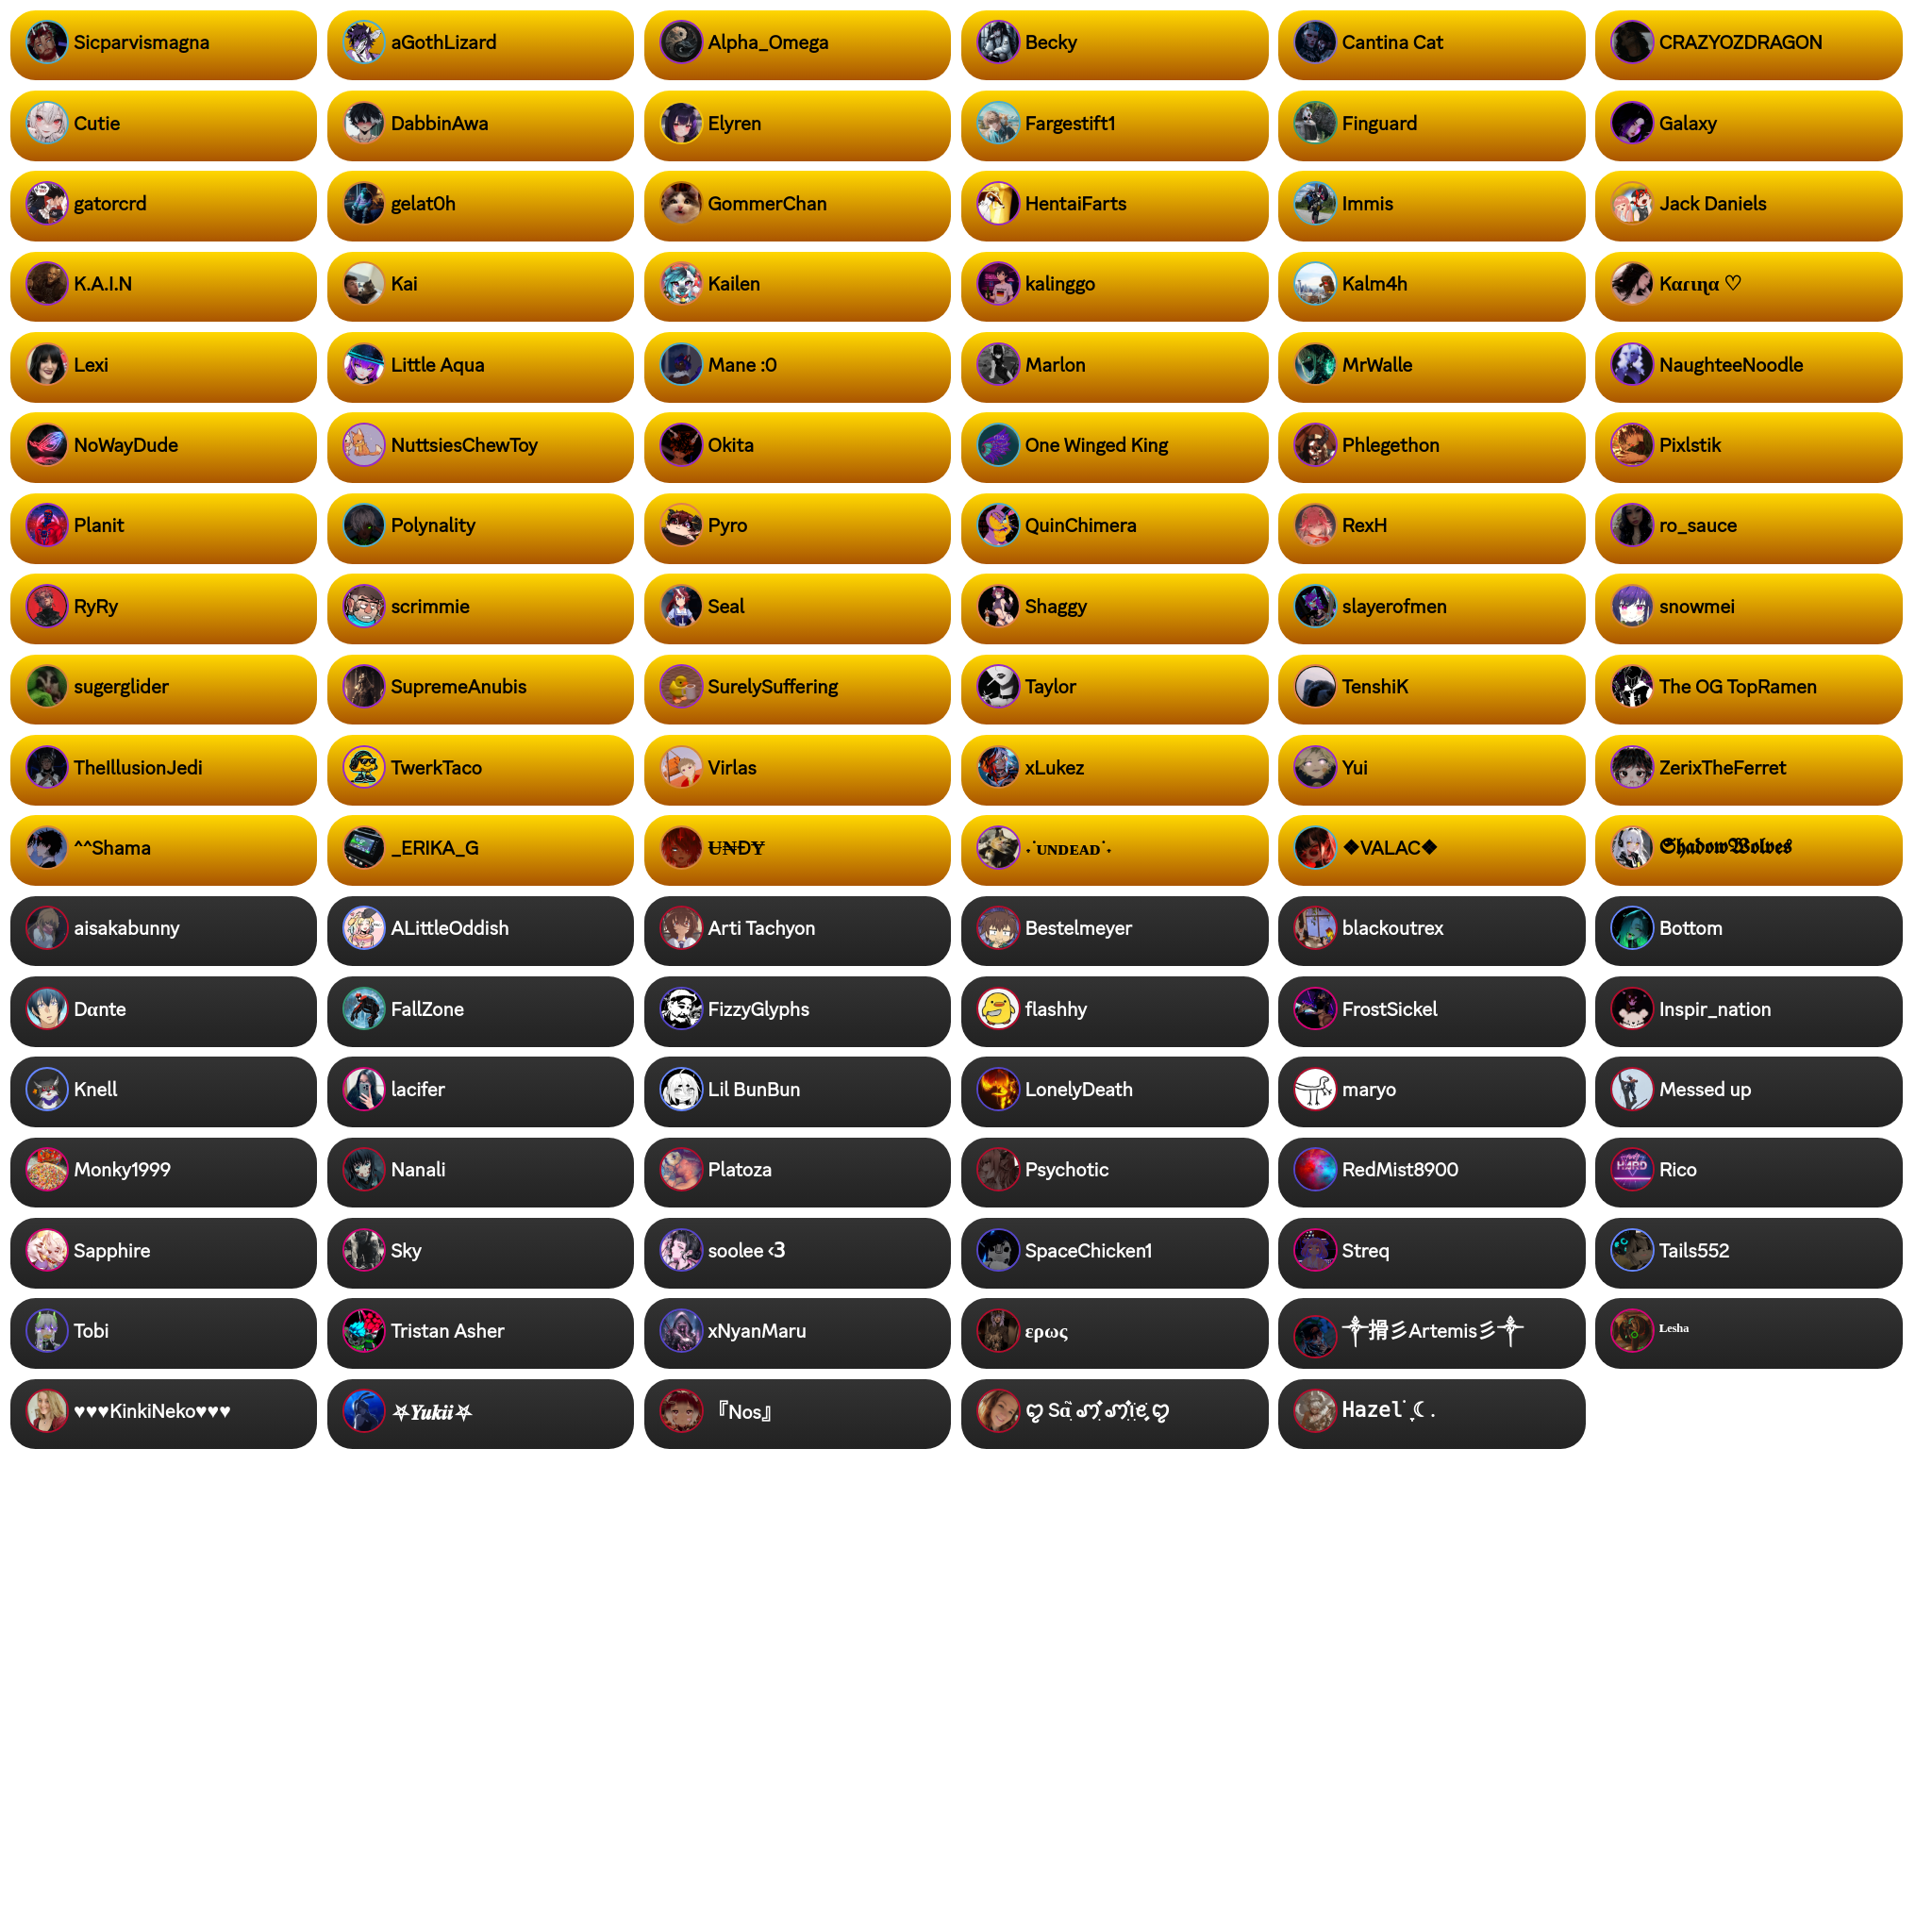 Sicparvismagna
aGothLizard
Alpha_Omega
Becky
Cantina Cat
CRAZYOZDRAGON
Cutie
DabbinAwa
Elyren
Fargestift1
Finguard
Galaxy
gatorcrd
gelat0h
GommerChan
HentaiFarts
Immis
Jack Daniels
K.A.I.N
Kai
Kailen
kalinggo
Kalm4h
Kαɾιɳα ♡
Lexi
Little Aqua
Mane :0
Marlon
MrWalle
NaughteeNoodle
NoWayDude
NuttsiesChewToy
Okita
One Winged King
Phlegethon
Pixlstik
Planit
Polynality
Pyro
QuinChimera
RexH
ro_sauce
RyRy
scrimmie
Seal
Shaggy
slayerofmen
snowmei
sugerglider
SupremeAnubis
SurelySuffering
Taylor
TenshiK
The OG TopRamen
TheIllusionJedi
TwerkTaco
Virlas
xLukez
Yui
ZerixTheFerret
^^Shama
_ERIKA_G
Ʉ₦ĐɎ
˖˙ᴜɴᴅᴇᴀᴅ˙˖
❖VALAC❖
𝕾𝖍𝖆𝖉𝖔𝖜𝖂𝖔𝖑𝖛𝖊𝖘
aisakabunny
ALittleOddish
Arti Tachyon
Bestelmeyer
blackoutrex
Bottom
Dαnte
FallZone
FizzyGlyphs
flashhy
FrostSickel
Inspir_nation
Knell
lacifer
Lil BunBun
LonelyDeath
maryo
Messed up
Monky1999
Nanali
Platoza
Psychotic
RedMist8900
Rico
Sapphire
Sky
soolee <3
SpaceChicken1
Streq
Tails552
Tobi
Tristan Asher
xNyanMaru
ερως
༒搰彡Artemis彡༒
ᴸᵉˢʰᵃ
♥♥♥KinkiNeko♥♥♥
⛧𝒀𝒖𝒌𝒊𝒊⛧
『Nos』
𝙷𝚊𝚣𝚎𝚕˙ ̣̩☾.